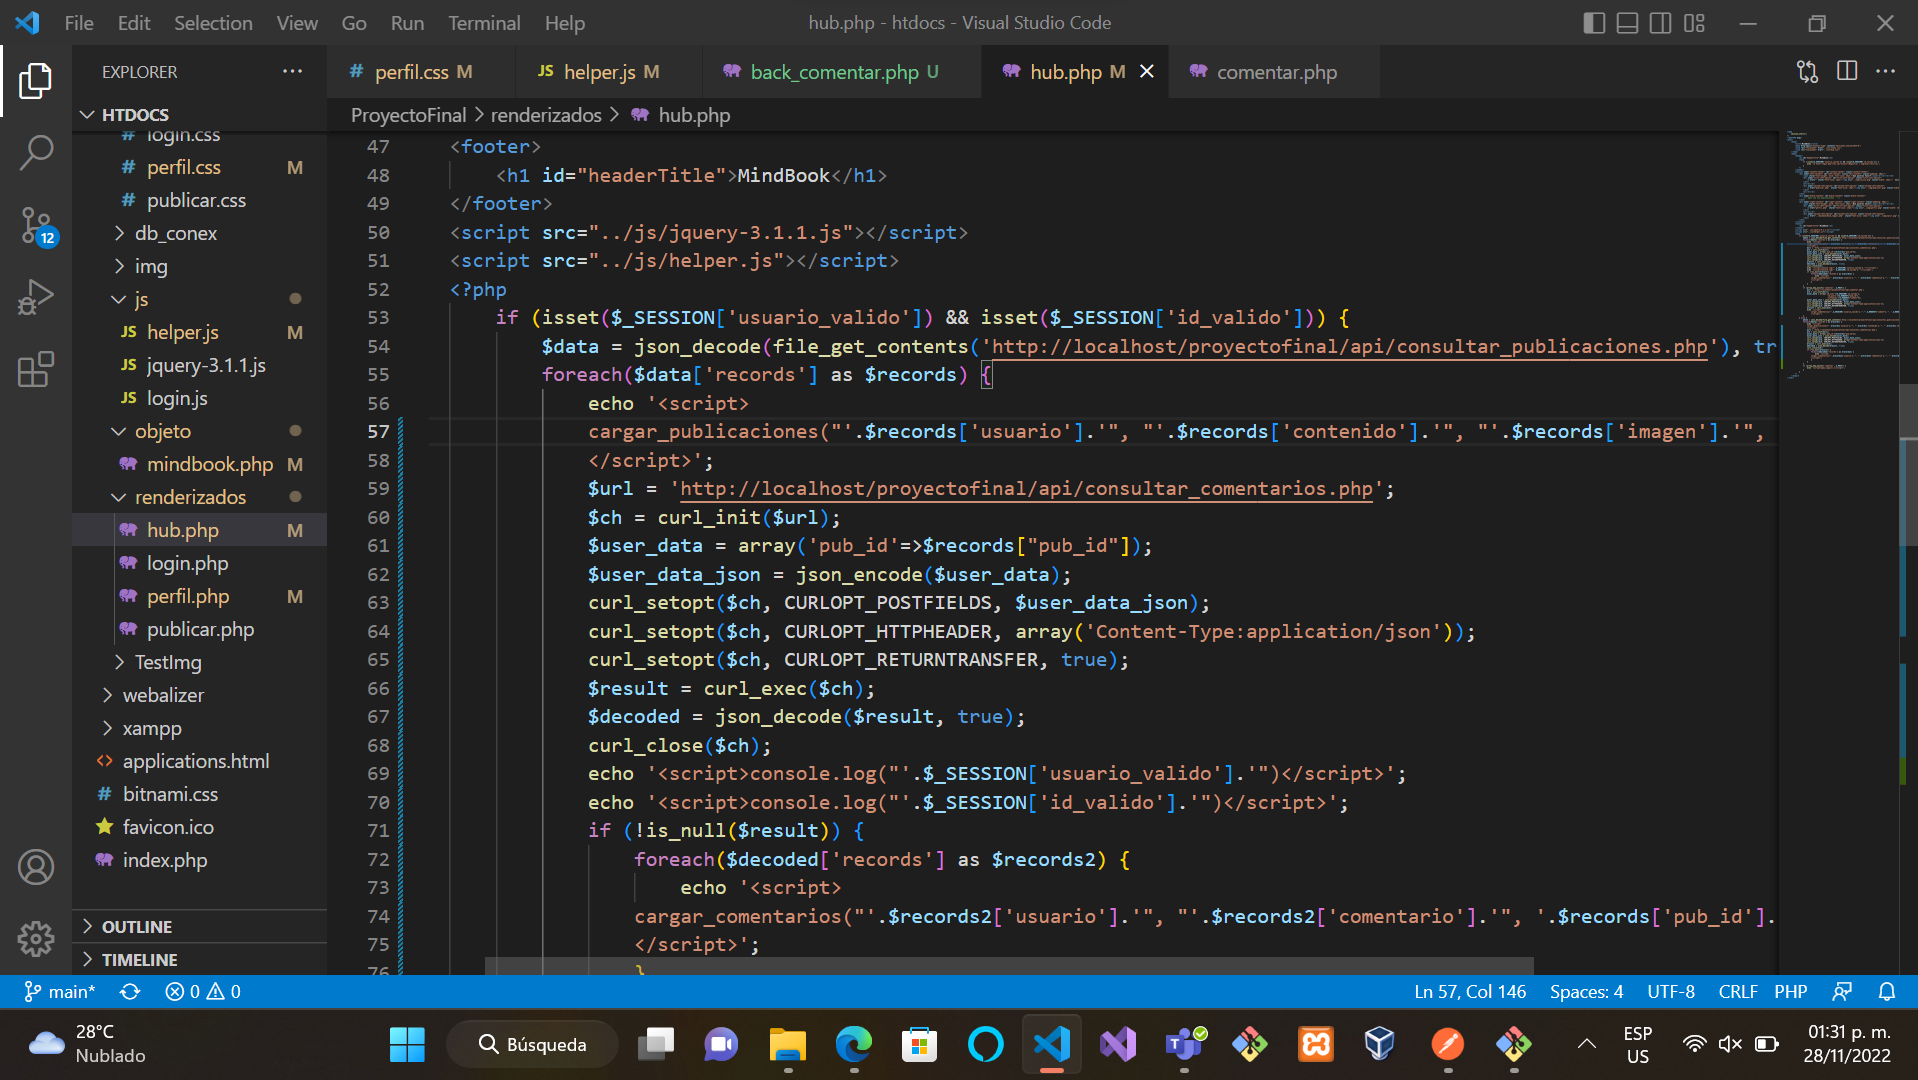 File Edit Selection View Go Run Terminal Help
hub.php - htdocs - Visual Studio Code
EXPLORER
HTDOCS
login.css
perfil.css M
publicar.css
db_conex
img
js
helper.js M
jquery-3.1.1.js
login.js
objeto
mindbook.php M
renderizados
hub.php M
login.php
perfil.php M
publicar.php
TestImg
webalizer
xampp
applications.html
bitnami.css
favicon.ico
index.php
OUTLINE
TIMELINE
12
perfil.css M helper.js M back_comentar.php U hub.php M comentar.php
ProyectoFinal > renderizados > hub.php
47 <footer>
48 <h1 id="headerTitle">MindBook</h1>
49 </footer>
50 <script src="../js/jquery-3.1.1.js"></script>
51 <script src="../js/helper.js"></script>
52 <?php
53 if (isset($_SESSION['usuario_valido']) && isset($_SESSION['id_valido'])) {
54 $data = json_decode(file_get_contents('http://localhost/proyectofinal/api/consultar_publicaciones.php'), tr
55 foreach($data['records'] as $records) {
56 echo '<script>
57 cargar_publicaciones("'.$records['usuario'].'", "'.$records['contenido'].'", "'.$records['imagen'].'",
58 </script>';
59 $url = 'http://localhost/proyectofinal/api/consultar_comentarios.php';
60 $ch = curl_init($url);
61 $user_data = array('pub_id'=>$records["pub_id"]);
62 $user_data_json = json_encode($user_data);
63 curl_setopt($ch, CURLOPT_POSTFIELDS, $user_data_json);
64 curl_setopt($ch, CURLOPT_HTTPHEADER, array('Content-Type:application/json'));
65 curl_setopt($ch, CURLOPT_RETURNTRANSFER, true);
66 $result = curl_exec($ch);
67 $decoded = json_decode($result, true);
68 curl_close($ch);
69 echo '<script>console.log("'.$_SESSION['usuario_valido'].'")</script>';
70 echo '<script>console.log("'.$_SESSION['id_valido'].'")</script>';
71 if (!is_null($result)) {
72 foreach($decoded['records'] as $records2) {
73 echo '<script>
74 cargar_comentarios("'.$records2['usuario'].'", "'.$records2['comentario'].'", '.$records['pub_id'].
75 </script>';
76 }
main* 0 0 Ln 57, Col 146 Spaces: 4 UTF-8 CRLF PHP
28°C
Nublado
Búsqueda
ESP
US
01:31 p. m.
28/11/2022